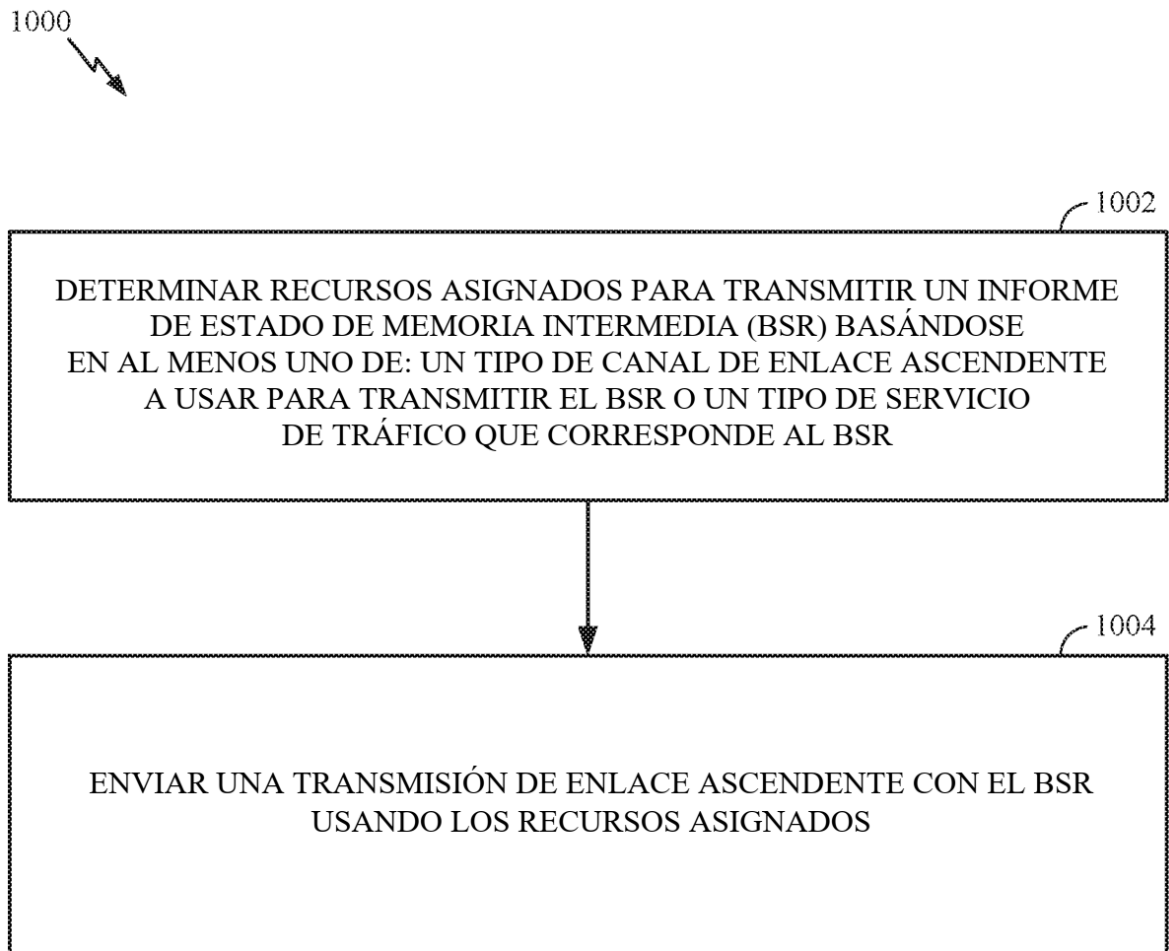 1000
1002
DETERMINAR RECURSOS ASIGNADOS PARA TRANSMITIR UN INFORME
DE ESTADO DE MEMORIA INTERMEDIA (BSR) BASÁNDOSE
EN AL MENOS UNO DE: UN TIPO DE CANAL DE ENLACE ASCENDENTE
A USAR PARA TRANSMITIR EL BSR O UN TIPO DE SERVICIO
DE TRÁFICO QUE CORRESPONDE AL BSR
1004
ENVIAR UNA TRANSMISIÓN DE ENLACE ASCENDENTE CON EL BSR
USANDO LOS RECURSOS ASIGNADOS